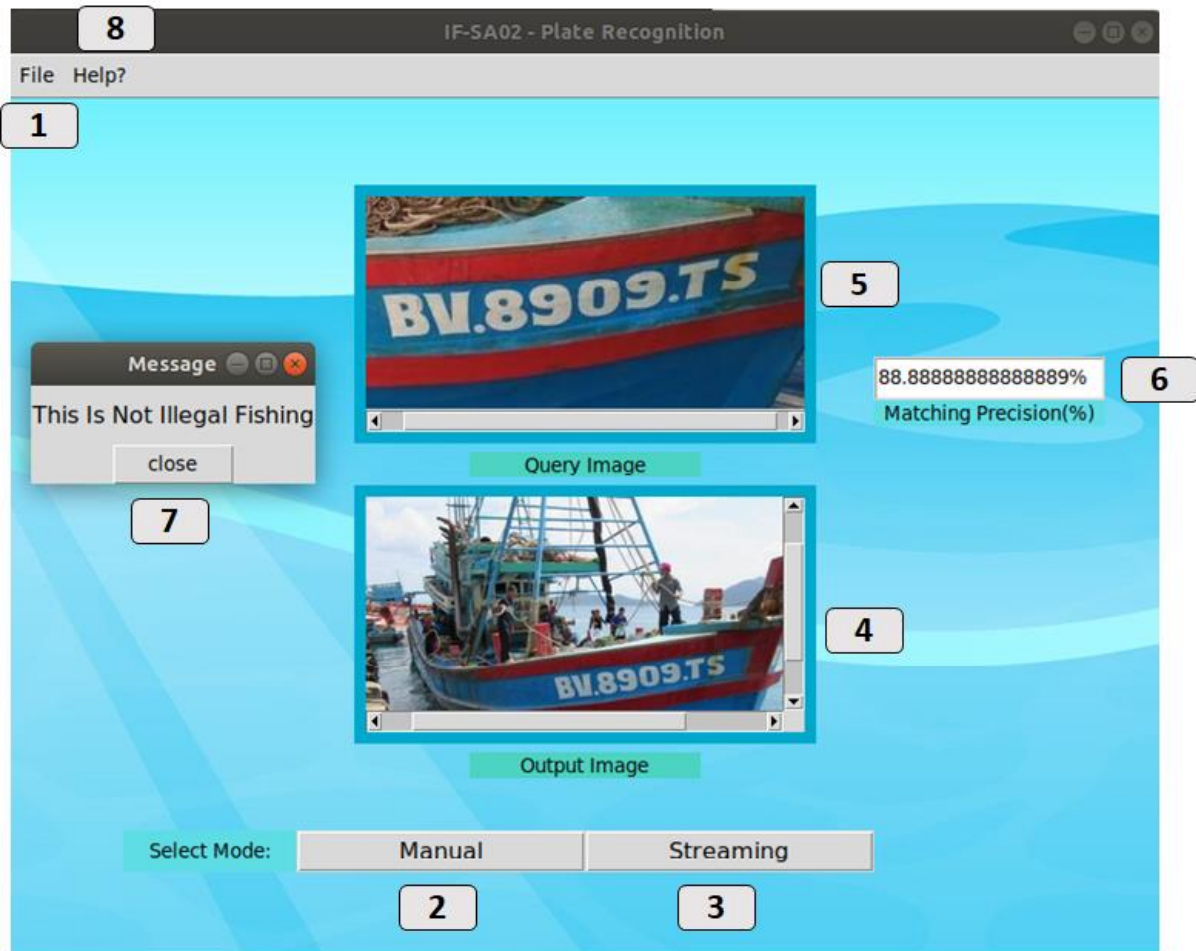 8
IF-SA02 - Plate Recognition
File Help?
1
BV.8909.TS
5
Message
This Is Not Illegal Fishing
close
7
88.88888888888889%
Matching Precision(%)
6
Query Image
BV.8909.TS
4
Output Image
Select Mode: Manual Streaming
2
3